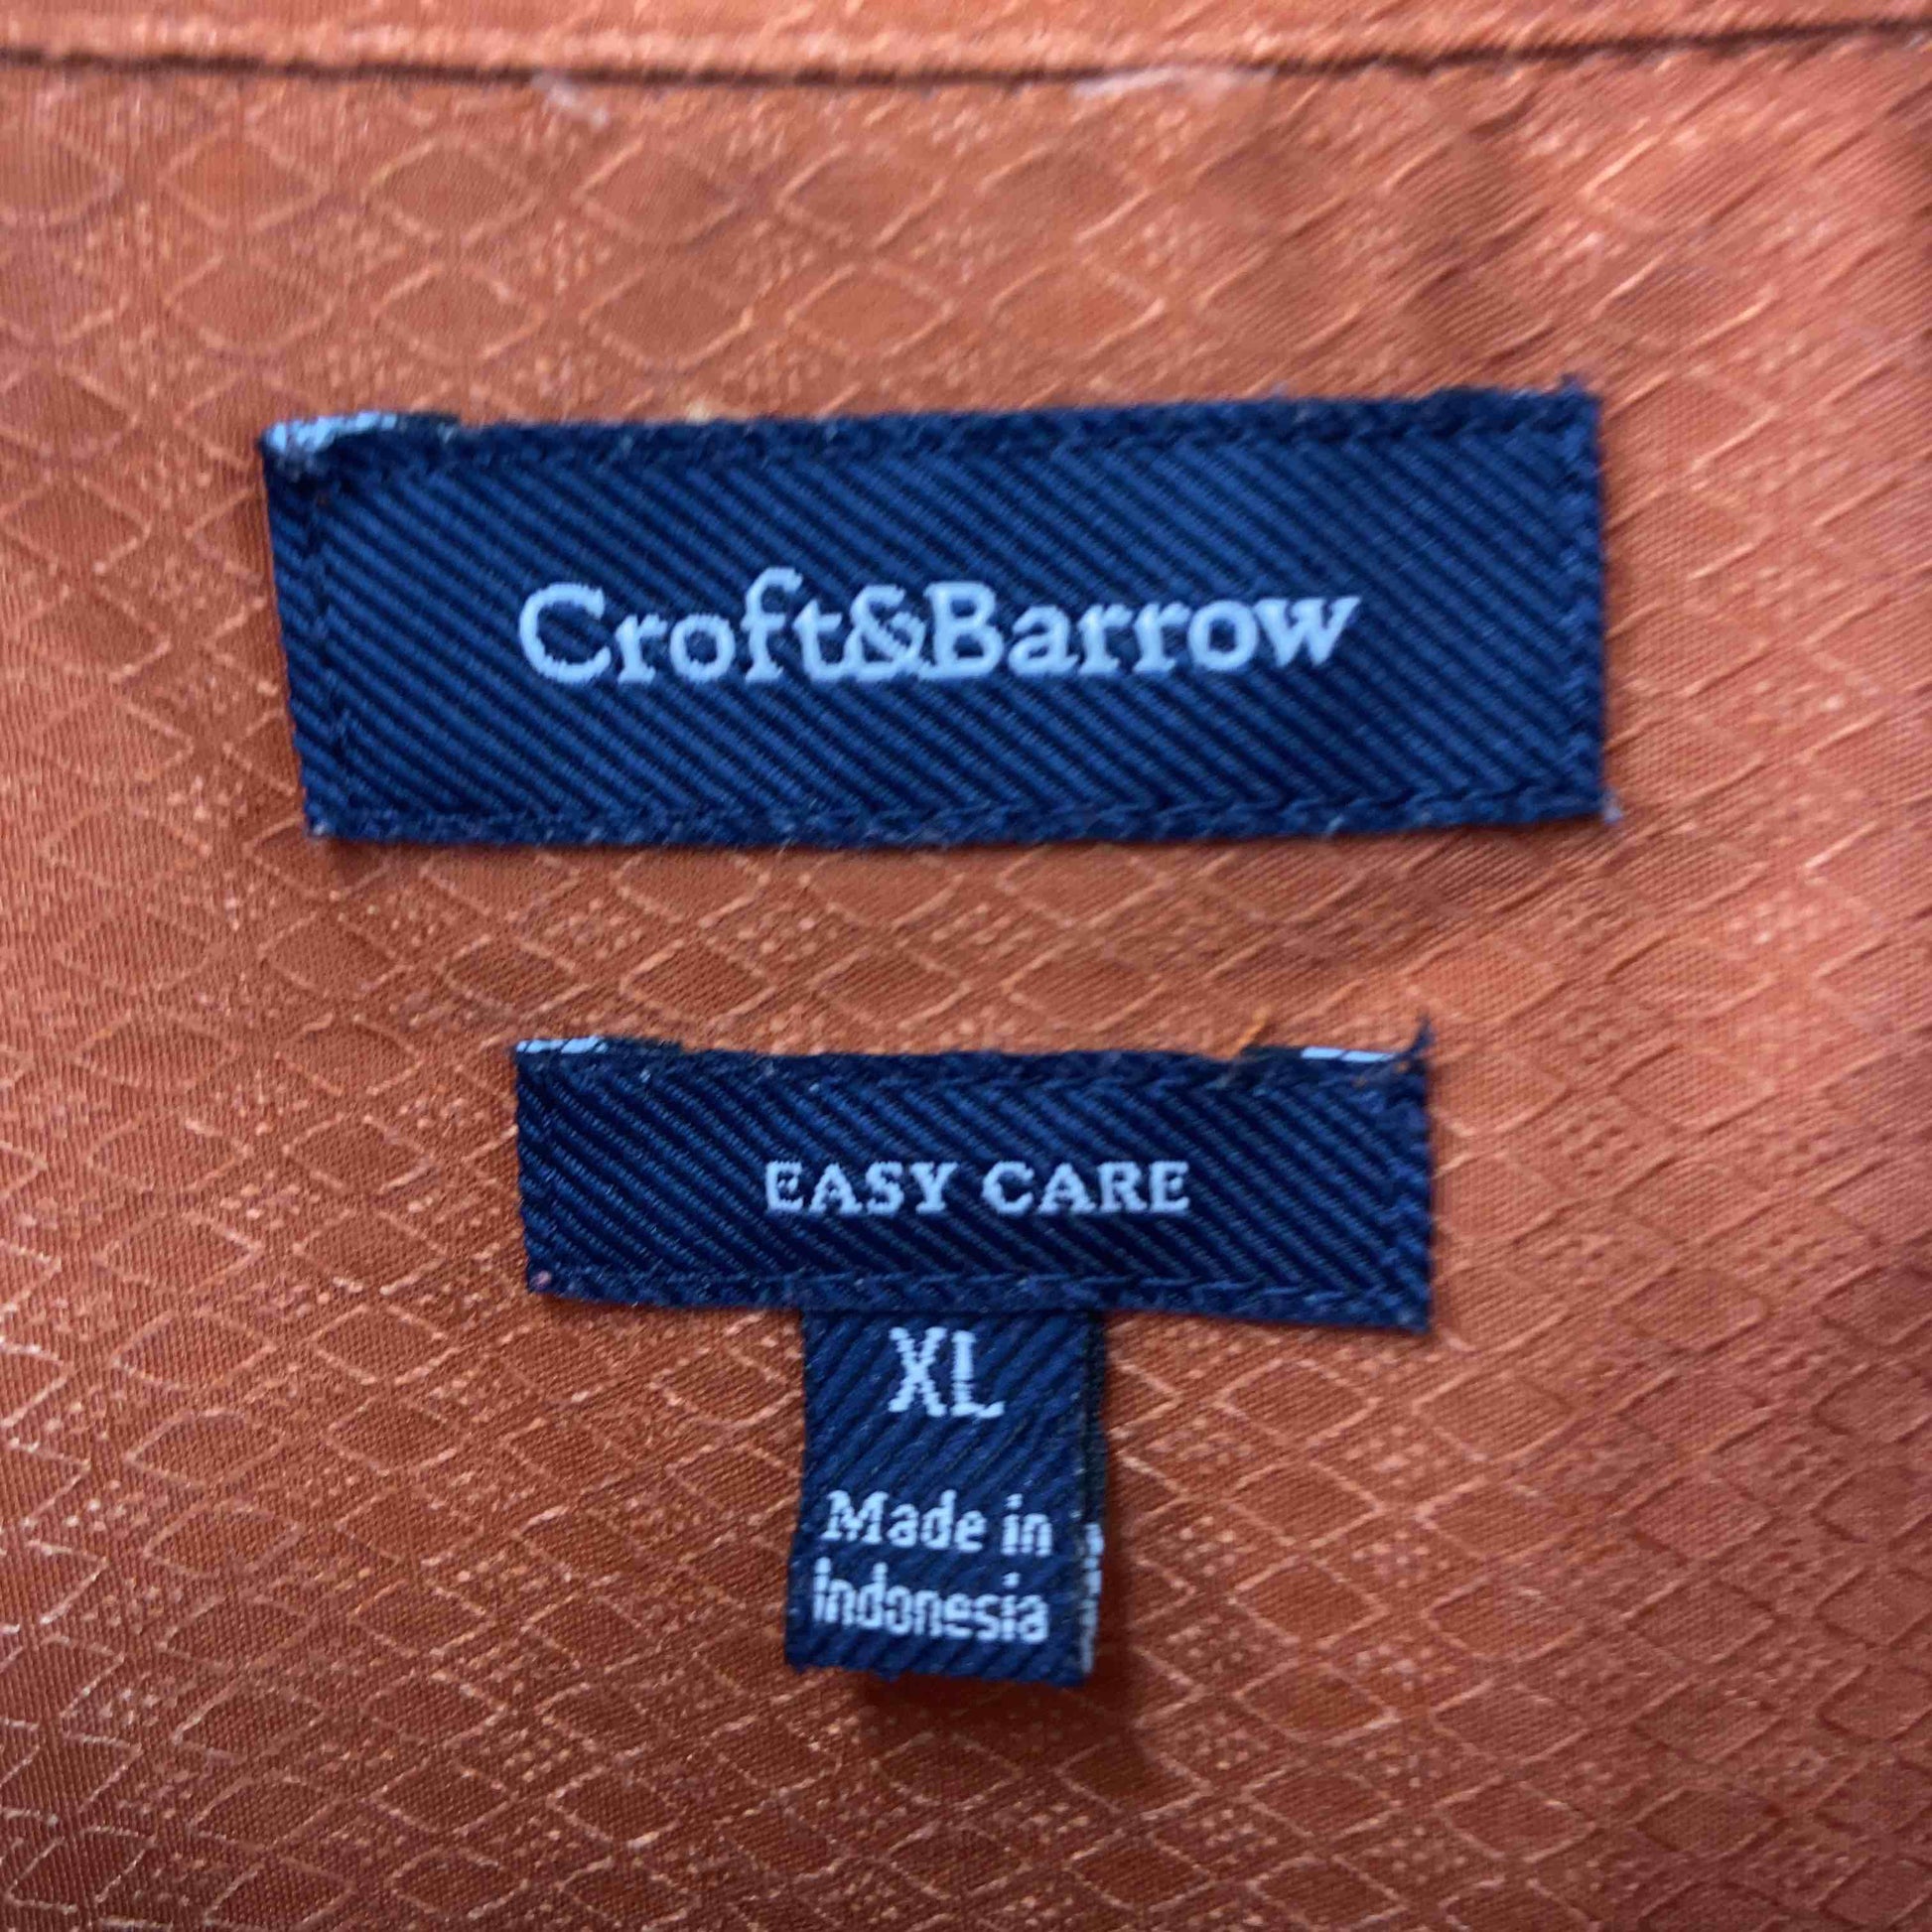 Croft&Barrow
EASY CARE
XL
Made in
Indonesia